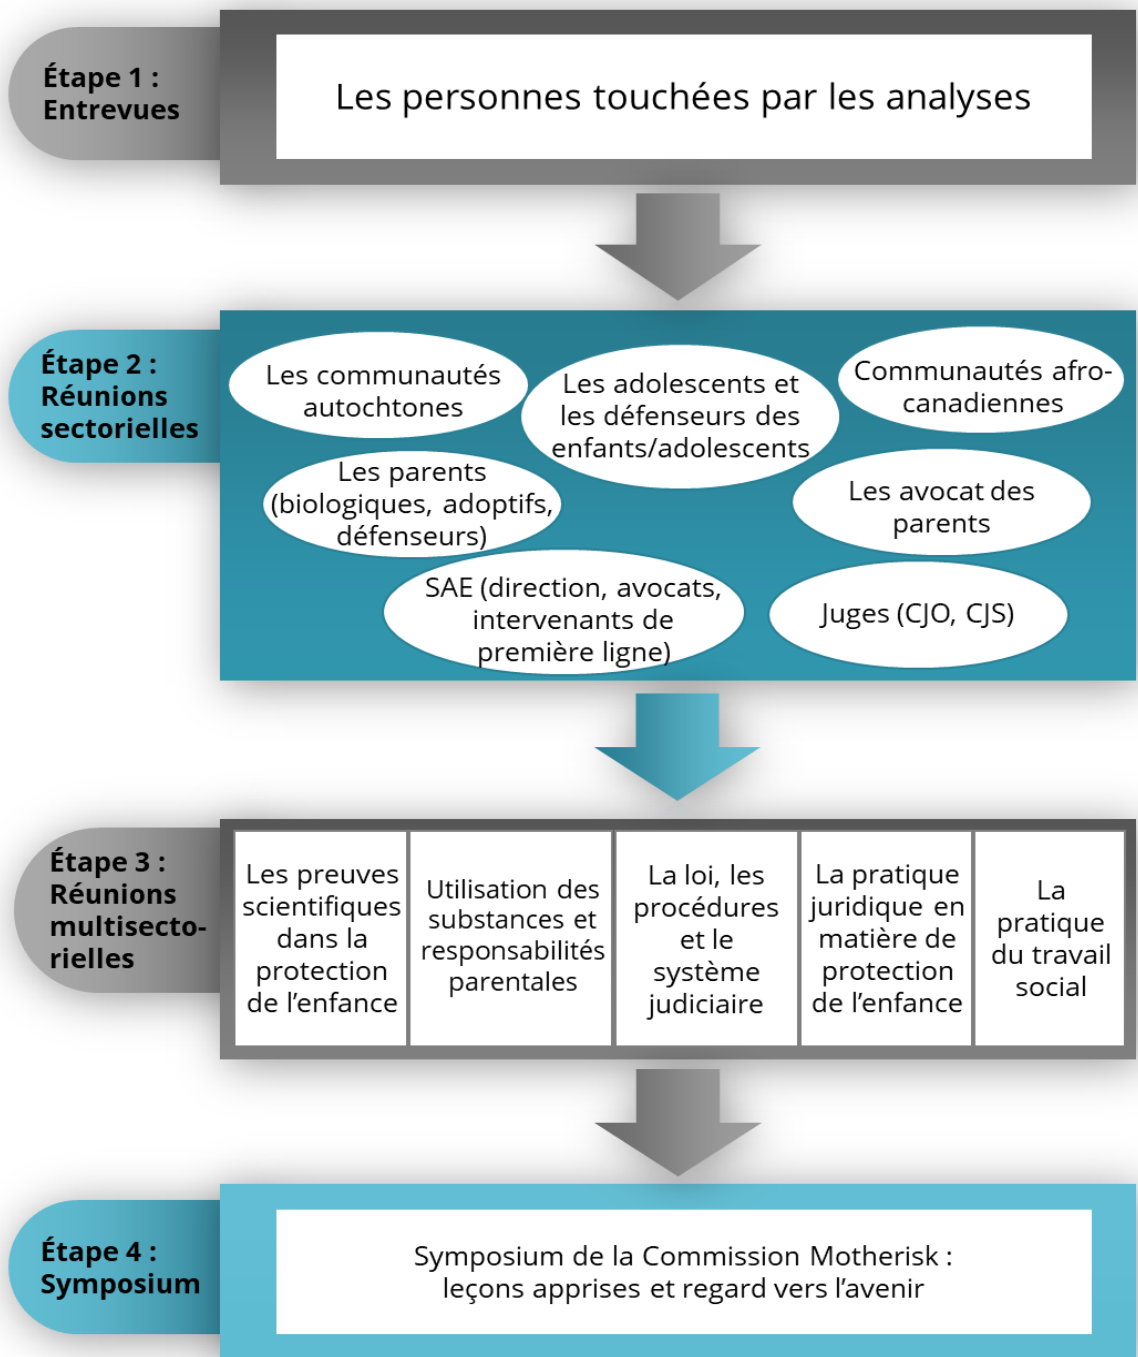 Étape 1 :
Entrevues
Les personnes touchées par les analyses
Étape 2 :
Réunions
sectorielles
Les communautés
autochtones
Les adolescents et
les défenseurs des
enfants/adolescents
Communautés afro-
canadiennes
Les parents
(biologiques, adoptifs,
défenseurs)
Les avocat des
parents
SAE (direction, avocats,
intervenants de
première ligne)
Juges (CJO, CJS)
Étape 3 :
Réunions
multisecto-
rielles
Les preuves
scientifiques
dans la
protection
de l’enfance
Utilisation des
substances et
responsabilités
parentales
La loi, les
procédures
et le
système
judiciaire
La pratique
juridique en
matière de
protection
de l’enfance
La
pratique
du travail
social
Étape 4 :
Symposium
Symposium de la Commission Motherisk :
leçons apprises et regard vers l’avenir